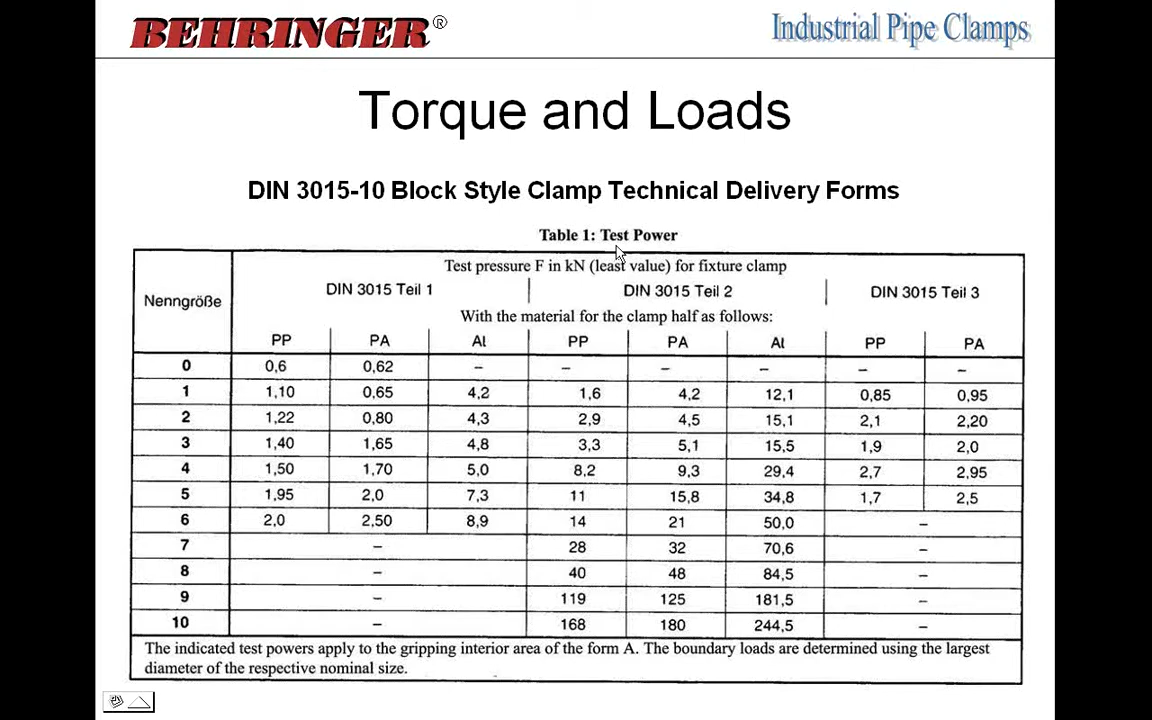 BEHRINGER® Industrial Pipe Clamps
Torque and Loads
DIN 3015-10 Block Style Clamp Technical Delivery Forms
Table 1: Test Power
Nenngröße
Test pressure F in kN (least value) for fixture clamp
DIN 3015 Teil 1 DIN 3015 Teil 2 DIN 3015 Teil 3
With the material for the clamp half as follows:
PP PA Al PP PA Al PP PA
0 0,6 0,62 – – – – – –
1 1,10 0,65 4,2 1,6 4,2 12,1 0,85 0,95
2 1,22 0,80 4,3 2,9 4,5 15,1 2,1 2,20
3 1,40 1,65 4,8 3,3 5,1 15,5 1,9 2,0
4 1,50 1,70 5,0 8,2 9,3 29,4 2,7 2,95
5 1,95 2,0 7,3 11 15,8 34,8 1,7 2,5
6 2,0 2,50 8,9 14 21 50,0 –
7 – 28 32 70,6 –
8 – 40 48 84,5 –
9 – 119 125 181,5 –
10 – 168 180 244,5 –
The indicated test powers apply to the gripping interior area of the form A. The boundary loads are determined using the largest
diameter of the respective nominal size.